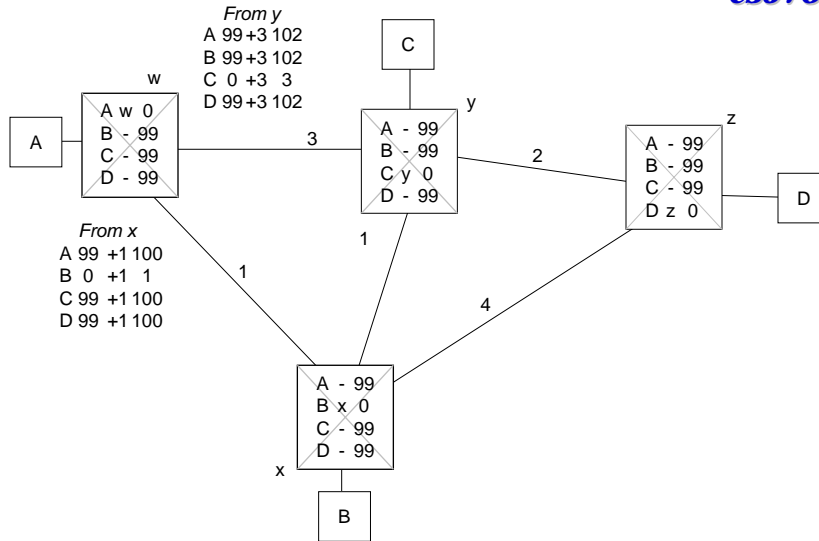 From y
A 99 +3 102
B 99 +3 102
C 0 +3 3
D 99 +3 102
C
w
y
z
A
A w 0
B - 99
C - 99
D - 99
3
A - 99
B - 99
C y 0
D - 99
2
A - 99
B - 99
C - 99
D z 0
D
From x
A 99 +1 100
B 0 +1 1
C 99 +1 100
D 99 +1 100
1
1
4
A - 99
B x 0
C - 99
D - 99
x
B